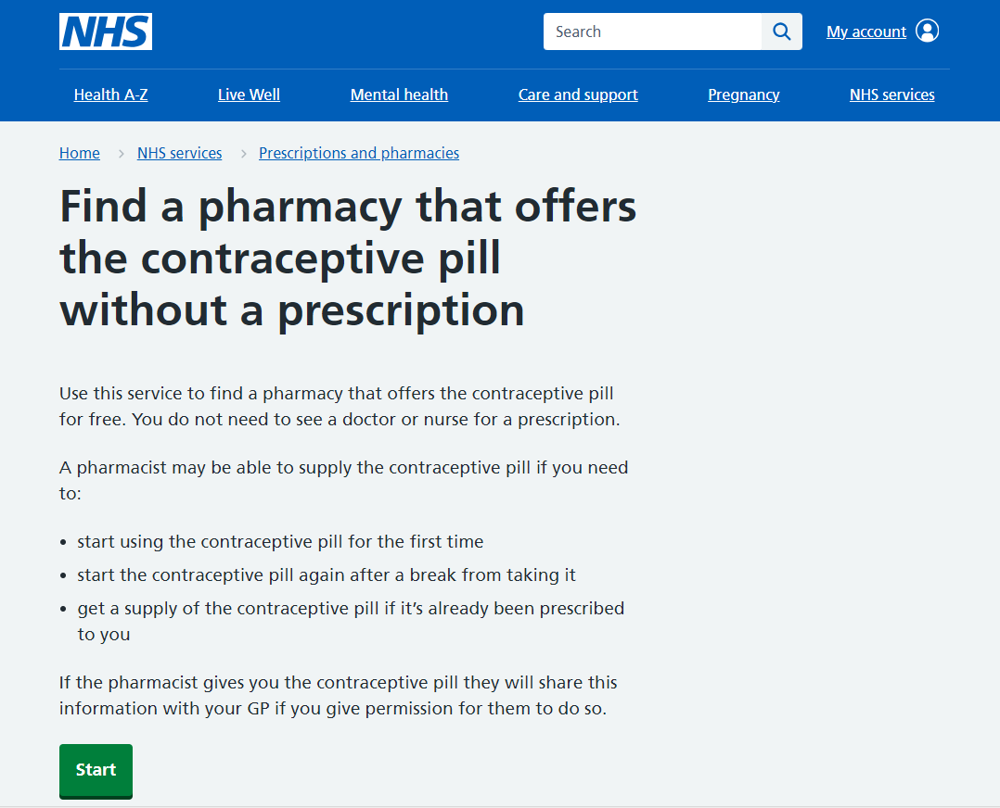 NHS
Search
My account
Health A-Z
Live Well
Mental health
Care and support
Pregnancy
NHS services
Home
NHS services
Prescriptions and pharmacies
Find a pharmacy that offers
the contraceptive pill
without a prescription
Use this service to find a pharmacy that offers the contraceptive pill
for free. You do not need to see a doctor or nurse for a prescription.
A pharmacist may be able to supply the contraceptive pill if you need
to:
• start using the contraceptive pill for the first time
• start the contraceptive pill again after a break from taking it
• get a supply of the contraceptive pill if it’s already been prescribed
to you
If the pharmacist gives you the contraceptive pill they will share this
information with your GP if you give permission for them to do so.
Start